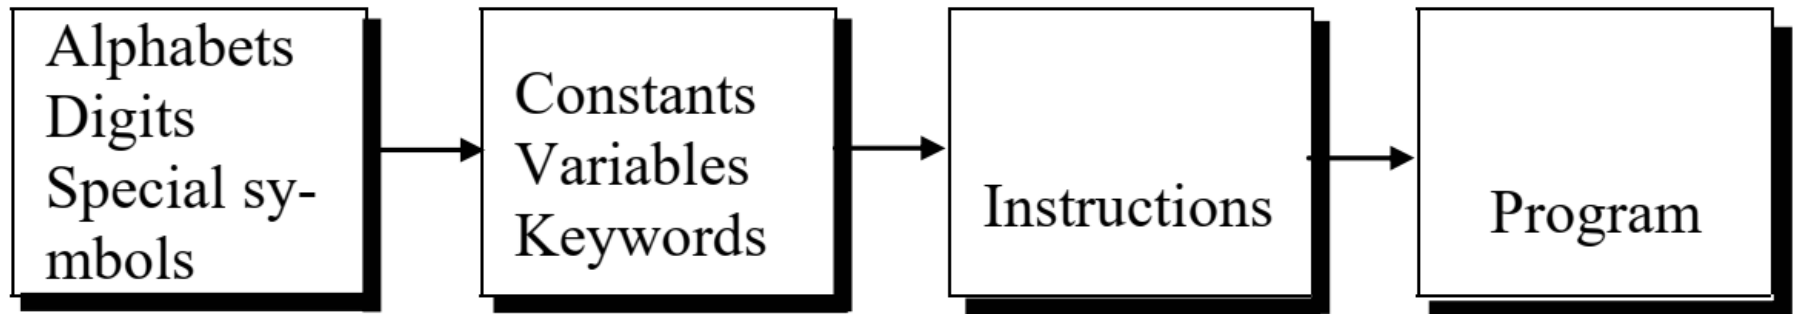 Alphabets
Digits
Special sy-
mbols
Constants
Variables
Keywords
Instructions
Program